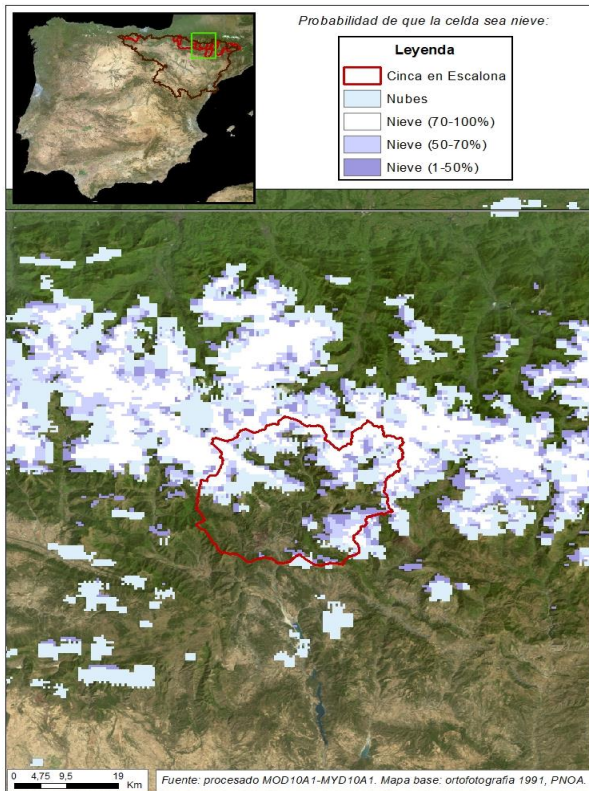 Probabilidad de que la celda sea nieve:
Leyenda
Cinca en Escalona
Nubes
Nieve (70-100%)
Nieve (50-70%)
Nieve (1-50%)
0 4,75 9,5 19
Km
Fuente: procesado MOD10A1-MYD10A1. Mapa base: ortofotografia 1991, PNOA.